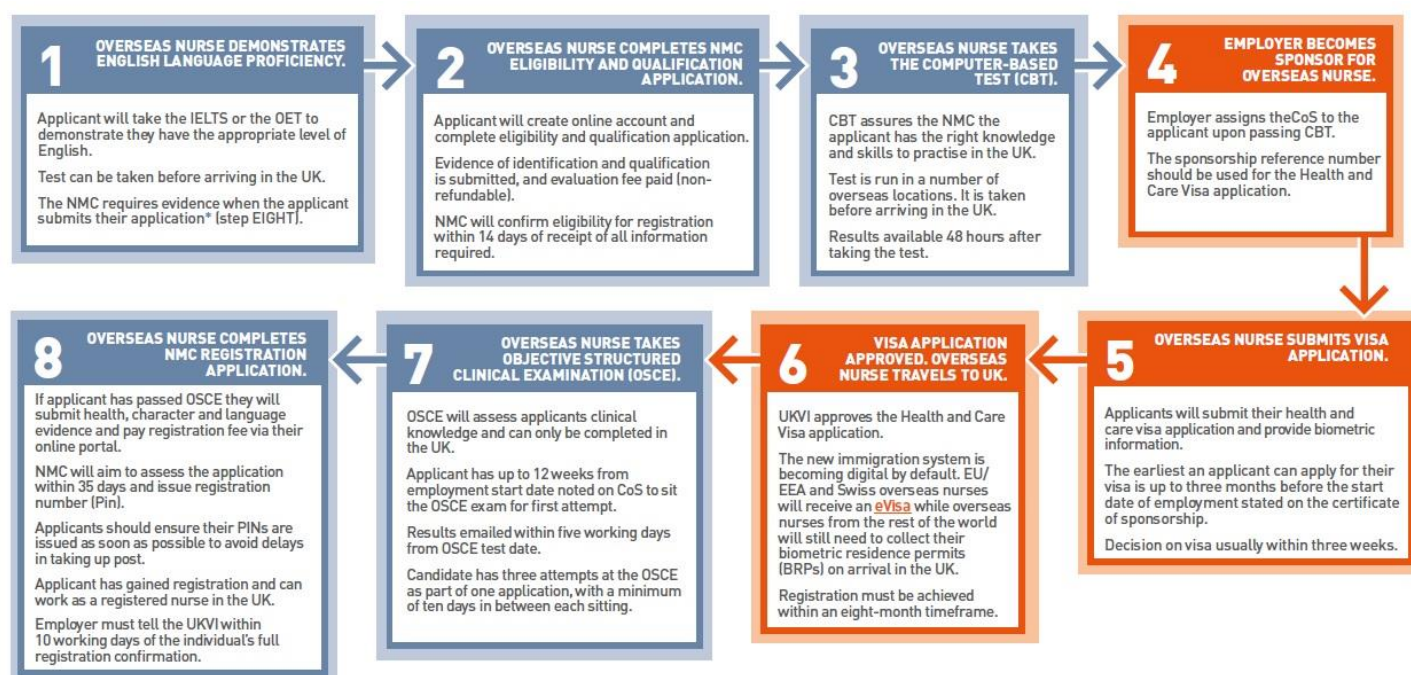 1
OVERSEAS NURSE DEMONSTRATES
ENGLISH LANGUAGE PROFICIENCY.
Applicant will take the IELTS or the OET to
demonstrate they have the appropriate level of
English.
Test can be taken before arriving in the UK.
The NMC requires evidence when the applicant
submits their application* (step EIGHT).
2
OVERSEAS NURSE COMPLETES NMC
ELIGIBILITY AND QUALIFICATION
APPLICATION.
Applicant will create online account and
complete eligibility and qualification application.
Evidence of identification and qualification
is submitted, and evaluation fee paid (non-
refundable).
NMC will confirm eligibility for registration
within 14 days of receipt of all information
required.
3
OVERSEAS NURSE TAKES
THE COMPUTER-BASED
TEST (CBT).
CBT assures the NMC the
applicant has the right knowledge
and skills to practise in the UK.
Test is run in a number of
overseas locations. It is taken
before arriving in the UK.
Results available 48 hours after
taking the test.
4
EMPLOYER BECOMES
SPONSOR FOR
OVERSEAS NURSE.
Employer assigns theCoS to the
applicant upon passing CBT.
The sponsorship reference number
should be used for the Health and
Care Visa application.
5
OVERSEAS NURSE SUBMITS VISA
APPLICATION.
Applicants will submit their health and
care visa application and provide biometric
information.
The earliest an applicant can apply for their
visa is up to three months before the start
date of employment stated on the certificate
of sponsorship.
Decision on visa usually within three weeks.
6
VISA APPLICATION
APPROVED. OVERSEAS
NURSE TRAVELS TO UK.
UKVI approves the Health and Care
Visa application.
The new immigration system is
becoming digital by default. EU/
EEA and Swiss overseas nurses
will receive an eVisa while overseas
nurses from the rest of the world
will still need to collect their
biometric residence permits
(BRPs) on arrival in the UK.
Registration must be achieved
within an eight-month timeframe.
7
OVERSEAS NURSE TAKES
OBJECTIVE STRUCTURED
CLINICAL EXAMINATION (OSCE).
OSCE will assess applicants clinical
knowledge and can only be completed in
the UK.
Applicant has up to 12 weeks from
employment start date noted on CoS to sit
the OSCE exam for first attempt.
Results emailed within five working days
from OSCE test date.
Candidate has three attempts at the OSCE
as part of one application, with a minimum
of ten days in between each sitting.
8
OVERSEAS NURSE COMPLETES
NMC REGISTRATION
APPLICATION.
If applicant has passed OSCE they will
submit health, character and language
evidence and pay registration fee via their
online portal.
NMC will aim to assess the application
within 35 days and issue registration
number (Pin).
Applicants should ensure their PINs are
issued as soon as possible to avoid delays
in taking up post.
Applicant has gained registration and can
work as a registered nurse in the UK.
Employer must tell the UKVI within
10 working days of the individual's full
registration confirmation.